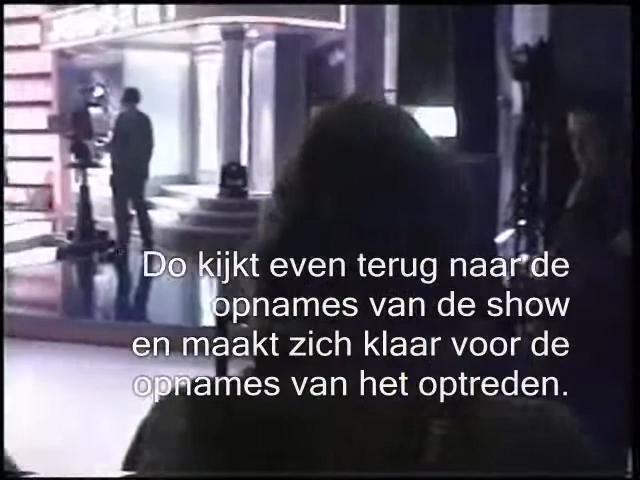 Do kijkt even terug naar de
opnames van de show
en maakt zich klaar voor de
opnames van het optreden.